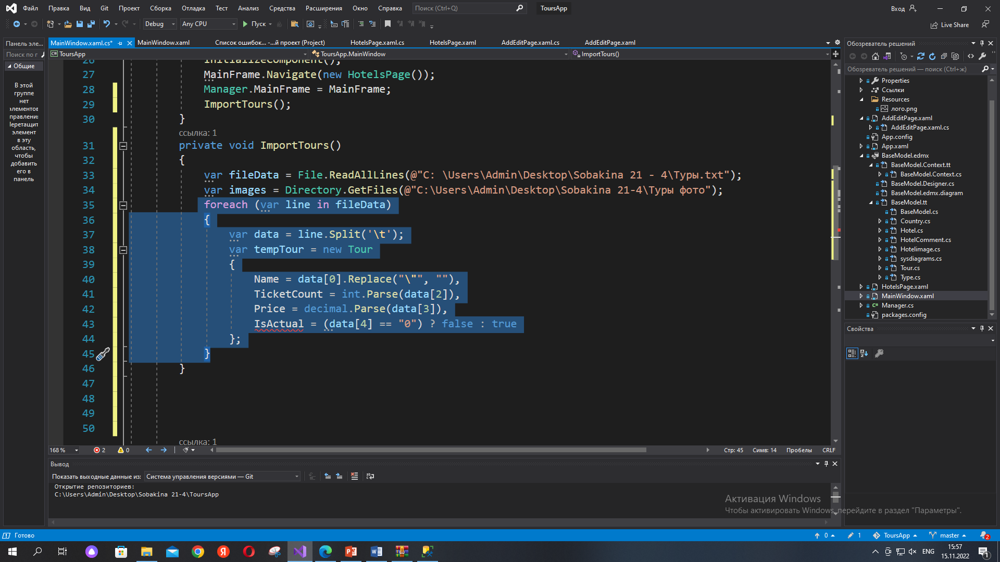 Файл Правка Вид Git Проект Сборка Отладка Тест Анализ Средства Расширения Окно Справка Поиск (Ctrl+Q) ToursApp Вход
Debug Any CPU Пуск Live Share
Панель эле...
Поиск по г
Общие
В этой
группе
нет
элементов
правления
Іеретащит
элемент
в эту
область,
чтобы
добавить
его в
панель
MainWindow.xaml.cs* MainWindow.xaml Список ошибок... -...й проект (Project) HotelsPage.xaml.cs HotelsPage.xaml AddEditPage.xaml.cs AddEditPage.xaml
ToursApp ToursApp.MainWindow ImportTours()
26 InitializeComponent();
27 MainFrame.Navigate(new HotelsPage());
28 Manager.MainFrame = MainFrame;
29 ImportTours();
30 }
ссылка: 1
31 private void ImportTours()
32 {
33 var fileData = File.ReadAllLines(@"C: \Users\Admin\Desktop\Sobakina 21 - 4\Туры.txt");
34 var images = Directory.GetFiles(@"C:\Users\Admin\Desktop\Sobakina 21-4\Туры фото");
35 foreach (var line in fileData)
36 {
37 var data = line.Split('\t');
38 var tempTour = new Tour
39 {
40 Name = data[0].Replace("\"", ""),
41 TicketCount = int.Parse(data[2]),
42 Price = decimal.Parse(data[3]),
43 IsActual = (data[4] == "0") ? false : true
44 };
45 }
46 }
47
48
49
50
ссылка: 1
168 % 2 0 Стр: 45 Симв: 14 Пробелы CRLF
Вывод
Показать выходные данные из: Система управления версиями — Git
Открытие репозиториев:
C:\Users\Admin\Desktop\Sobakina 21-4\ToursApp
Обозреватель решений
Обозреватель решений — поиск (Ctrl+ж)
Properties
Ссылки
Resources
лого.png
AddEditPage.xaml
AddEditPage.xaml.cs
App.config
App.xaml
BaseModel.edmx
BaseModel.Context.tt
BaseModel.Context.cs
BaseModel.Designer.cs
BaseModel.edmx.diagram
BaseModel.tt
BaseModel.cs
Country.cs
Hotel.cs
HotelComment.cs
Hotelimage.cs
sysdiagrams.cs
Tour.cs
Type.cs
HotelsPage.xaml
MainWindow.xaml
Manager.cs
packages.config
Свойства
Активация Windows
Чтобы активировать Windows, перейдите в раздел "Параметры".
Готово 0 1 ToursApp master 2
ENG 15:57
15.11.2022 1